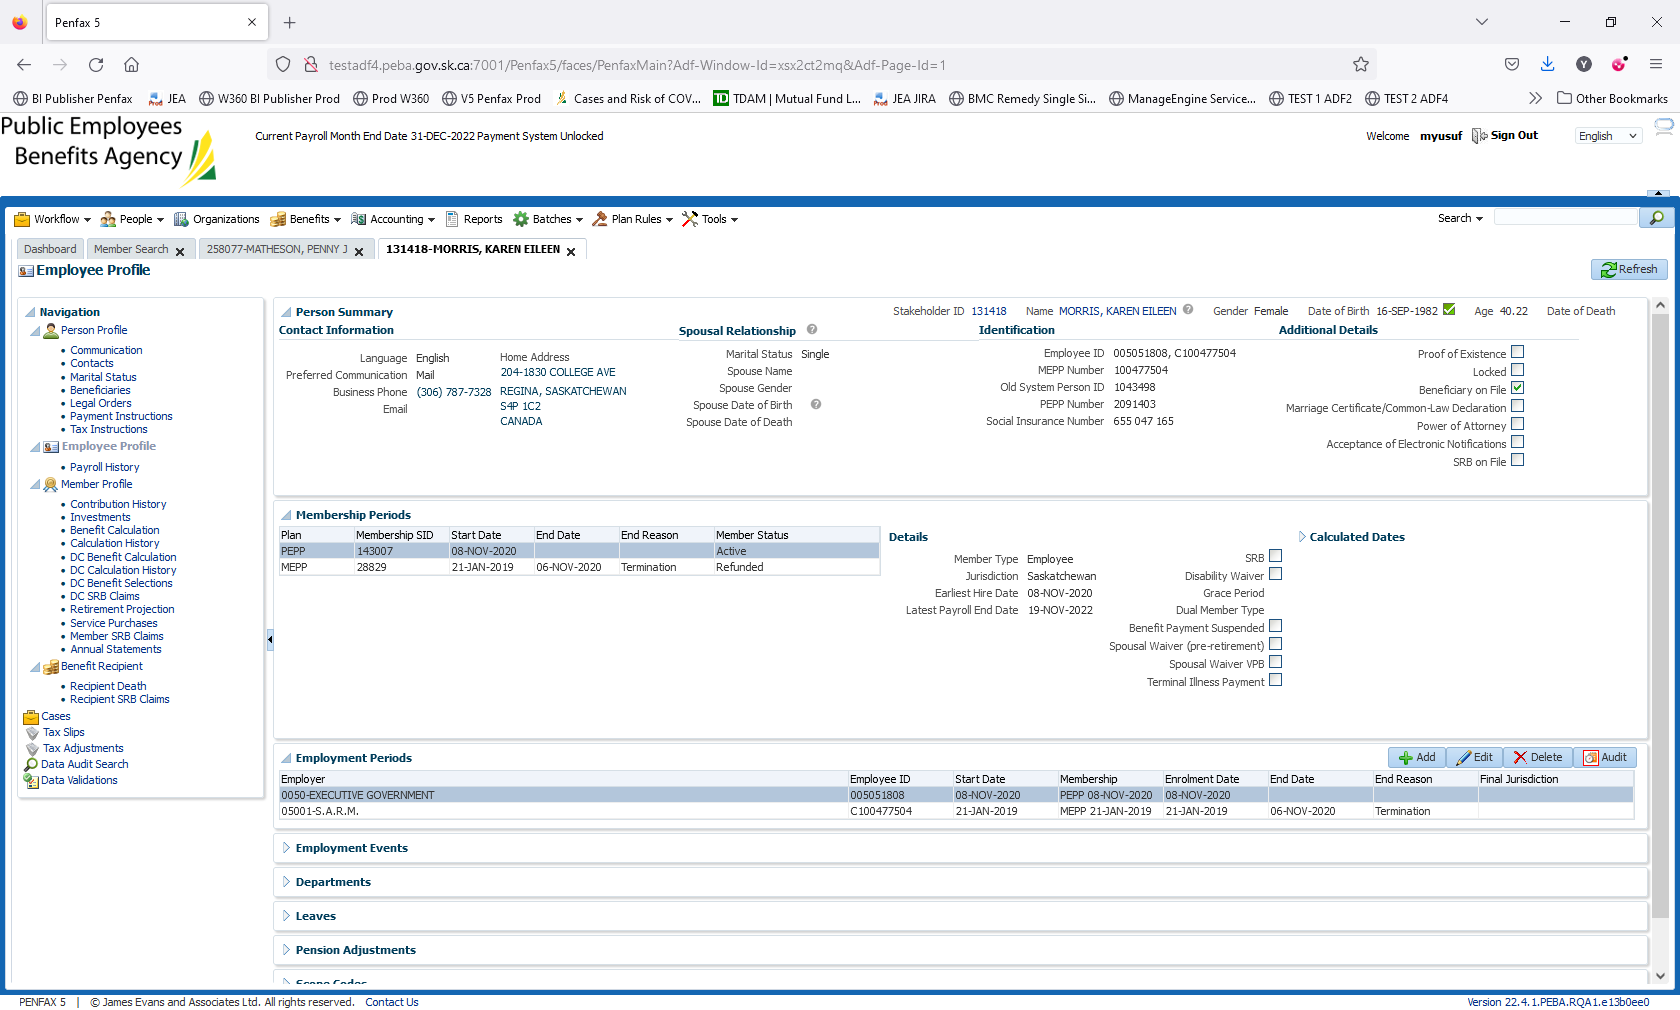 Penfax 5
testadf4.peba.gov.sk.ca:7001/Penfax5/faces/PenfaxMain?Adf-Window-Id=xsx2ct2mq&Adf-Page-Id=1
BI Publisher Penfax JEA W360 BI Publisher Prod Prod W360 V5 Penfax Prod Cases and Risk of COV... TDAM | Mutual Fund L... JEA JIRA BMC Remedy Single Si... ManageEngine Service... TEST 1 ADF2 TEST 2 ADF4 Other Bookmarks
Public Employees
Benefits Agency
Current Payroll Month End Date 31-DEC-2022 Payment System Unlocked
Welcome myusuf Sign Out English
Workflow People Organizations Benefits Accounting Reports Batches Plan Rules Tools Search
Dashboard Member Search 258077-MATHESON, PENNY J 131418-MORRIS, KAREN EILEEN
Employee Profile
Refresh
Navigation
Person Profile
Communication
Contacts
Marital Status
Beneficiaries
Legal Orders
Payment Instructions
Tax Instructions
Employee Profile
Payroll History
Member Profile
Contribution History
Investments
Benefit Calculation
Calculation History
DC Benefit Calculation
DC Calculation History
DC Benefit Selections
DC SRB Claims
Retirement Projection
Service Purchases
Member SRB Claims
Annual Statements
Benefit Recipient
Recipient Death
Recipient SRB Claims
Cases
Tax Slips
Tax Adjustments
Data Audit Search
Data Validations
Person Summary
Stakeholder ID 131418 Name MORRIS, KAREN EILEEN Gender Female Date of Birth 16-SEP-1982 Age 40.22 Date of Death
Contact Information
Language English
Preferred Communication Mail
Business Phone (306) 787-7328
Email
Home Address
204-1830 COLLEGE AVE
REGINA, SASKATCHEWAN
S4P 1C2
CANADA
Spousal Relationship
Marital Status Single
Spouse Name
Spouse Gender
Spouse Date of Birth
Spouse Date of Death
Identification
Employee ID 005051808, C100477504
MEPP Number 100477504
Old System Person ID 1043498
PEPP Number 2091403
Social Insurance Number 655 047 165
Additional Details
Proof of Existence
Locked
Beneficiary on File
Marriage Certificate/Common-Law Declaration
Power of Attorney
Acceptance of Electronic Notifications
SRB on File
Membership Periods
Plan Membership SID Start Date End Date End Reason Member Status
PEPP 143007 08-NOV-2020 Active
MEPP 28829 21-JAN-2019 06-NOV-2020 Termination Refunded
Details
Member Type Employee
Jurisdiction Saskatchewan
Earliest Hire Date 08-NOV-2020
Latest Payroll End Date 19-NOV-2022
SRB
Disability Waiver
Grace Period
Dual Member Type
Benefit Payment Suspended
Spousal Waiver (pre-retirement)
Spousal Waiver VPB
Terminal Illness Payment
Calculated Dates
Employment Periods
Add Edit Delete Audit
Employer Employee ID Start Date Membership Enrolment Date End Date End Reason Final Jurisdiction
0050-EXECUTIVE GOVERNMENT 005051808 08-NOV-2020 PEPP 08-NOV-2020 08-NOV-2020
05001-S.A.R.M. C100477504 21-JAN-2019 MEPP 21-JAN-2019 21-JAN-2019 06-NOV-2020 Termination
Employment Events
Departments
Leaves
Pension Adjustments
Scope Codes
PENFAX 5 | © James Evans and Associates Ltd. All rights reserved. Contact Us
Version 22.4.1.PEBA.RQA1.e13b0ee0